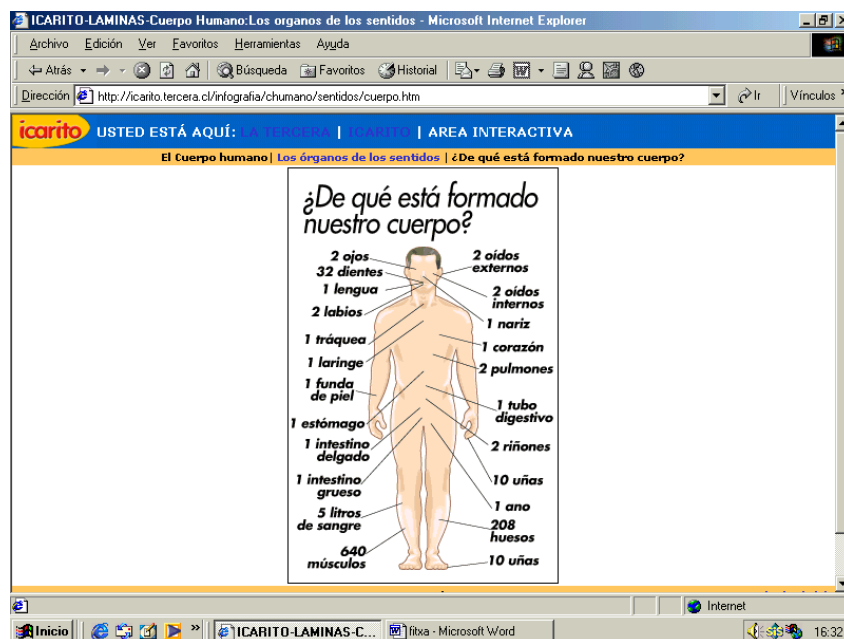 ICARITO-LAMINAS-Cuerpo Humano:Los organos de los sentidos - Microsoft Internet Explorer
Archivo Edición Ver Favoritos Herramientas Ayuda
Atrás Búsqueda Favoritos Historial
Dirección http://icarito.tercera.cl/infografia/chumano/sentidos/cuerpo.htm Ir Vínculos »
icarito USTED ESTÁ AQUÍ: LA TERCERA | ICARITO | AREA INTERACTIVA
El Cuerpo humano| Los órganos de los sentidos | ¿De qué está formado nuestro cuerpo?
¿De qué está formado
nuestro cuerpo?
2 ojos
32 dientes
1 lengua
2 labios
1 tráquea
1 laringe
1 funda
de piel
1 estómago
1 intestino
delgado
1 intestino
grueso
5 litros
de sangre
640
músculos
2 oídos
externos
2 oídos
internos
1 nariz
1 corazón
2 pulmones
1 tubo
digestivo
2 riñones
10 uñas
1 ano
208
huesos
10 uñas
Internet
Inicio » ICARITO-LAMINAS-C... fitxa - Microsoft Word 16:32